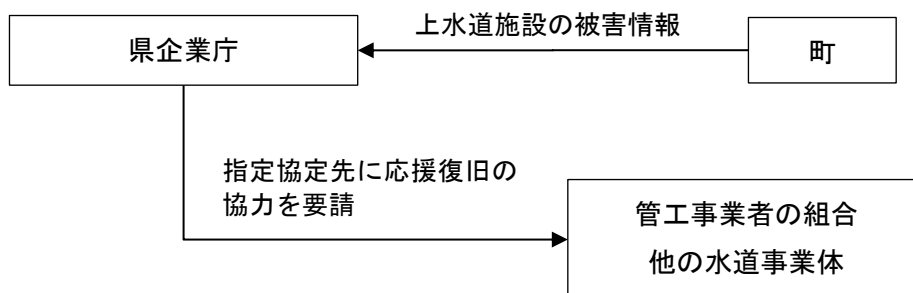 上水道施設の被害情報
県企業庁
町
指定協定先に応援復旧の
協力を要請
管工事業者の組合
他の水道事業体